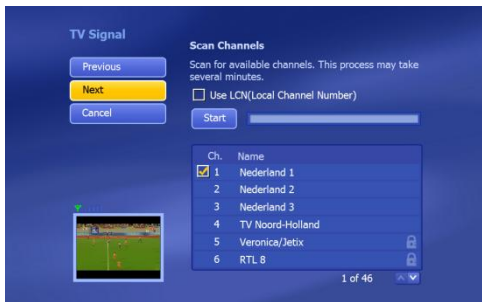 TV Signal
Previous
Next
Cancel
Scan Channels
Scan for available channels. This process may take
several minutes.
Use LCN(Local Channel Number)
Start
Ch. Name
1 Nederland 1
2 Nederland 2
3 Nederland 3
4 TV Noord-Holland
5 Veronica/Jetix
6 RTL 8
1 of 46